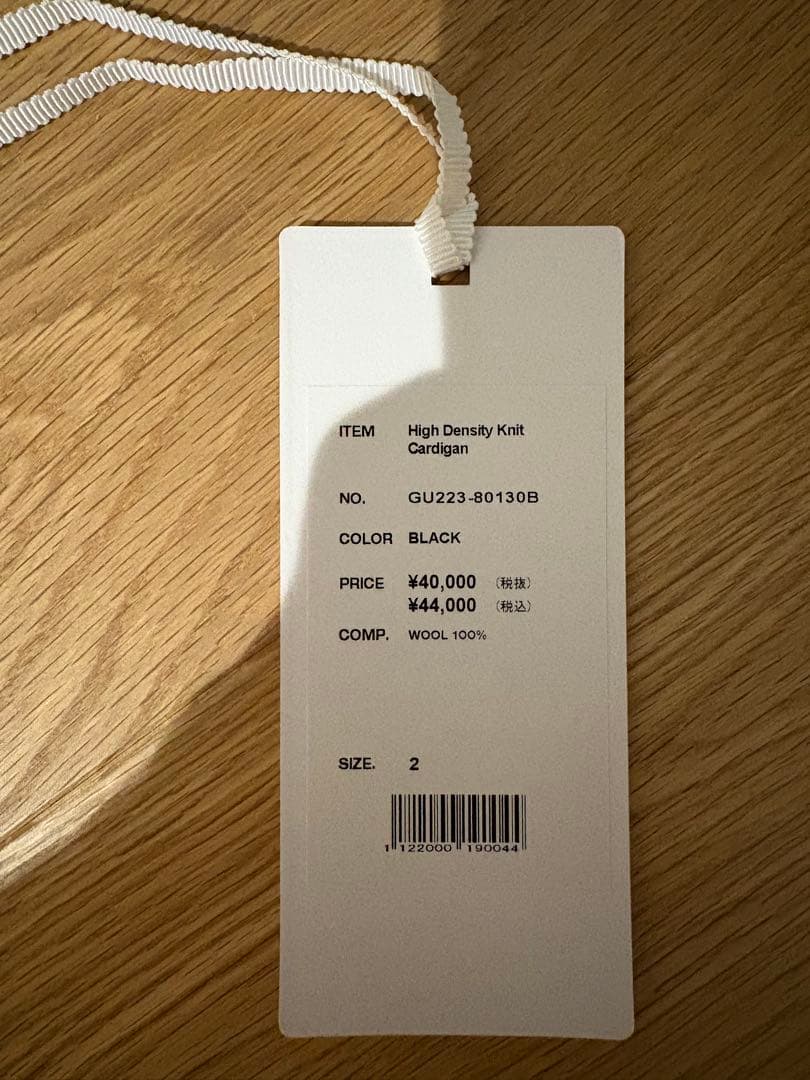 ITEM High Density Knit
Cardigan
NO. GU223-80130B
COLOR BLACK
PRICE ¥40,000 (税抜)
¥44,000 (税込)
COMP. WOOL 100%
SIZE. 2
1 122000 190044